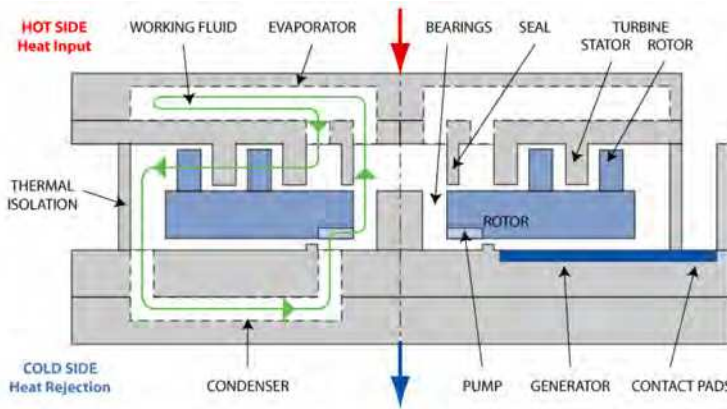 HOT SIDE
Heat Input
WORKING FLUID
EVAPORATOR
BEARINGS
SEAL
TURBINE
STATOR ROTOR
THERMAL
ISOLATION
ROTOR
COLD SIDE
Heat Rejection
CONDENSER
PUMP
GENERATOR
CONTACT PADS